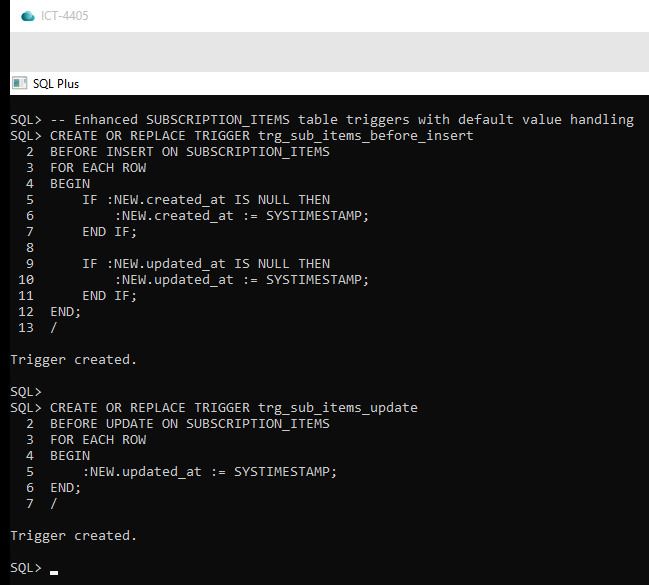 ICT-4405
SQL Plus
SQL> -- Enhanced SUBSCRIPTION_ITEMS table triggers with default value handling
SQL> CREATE OR REPLACE TRIGGER trg_sub_items_before_insert
  2  BEFORE INSERT ON SUBSCRIPTION_ITEMS
  3  FOR EACH ROW
  4  BEGIN
  5      IF :NEW.created_at IS NULL THEN
  6          :NEW.created_at := SYSTIMESTAMP;
  7      END IF;
  8
  9      IF :NEW.updated_at IS NULL THEN
 10          :NEW.updated_at := SYSTIMESTAMP;
 11      END IF;
 12  END;
 13  /
Trigger created.
SQL>
SQL> CREATE OR REPLACE TRIGGER trg_sub_items_update
  2  BEFORE UPDATE ON SUBSCRIPTION_ITEMS
  3  FOR EACH ROW
  4  BEGIN
  5      :NEW.updated_at := SYSTIMESTAMP;
  6  END;
  7  /
Trigger created.
SQL>